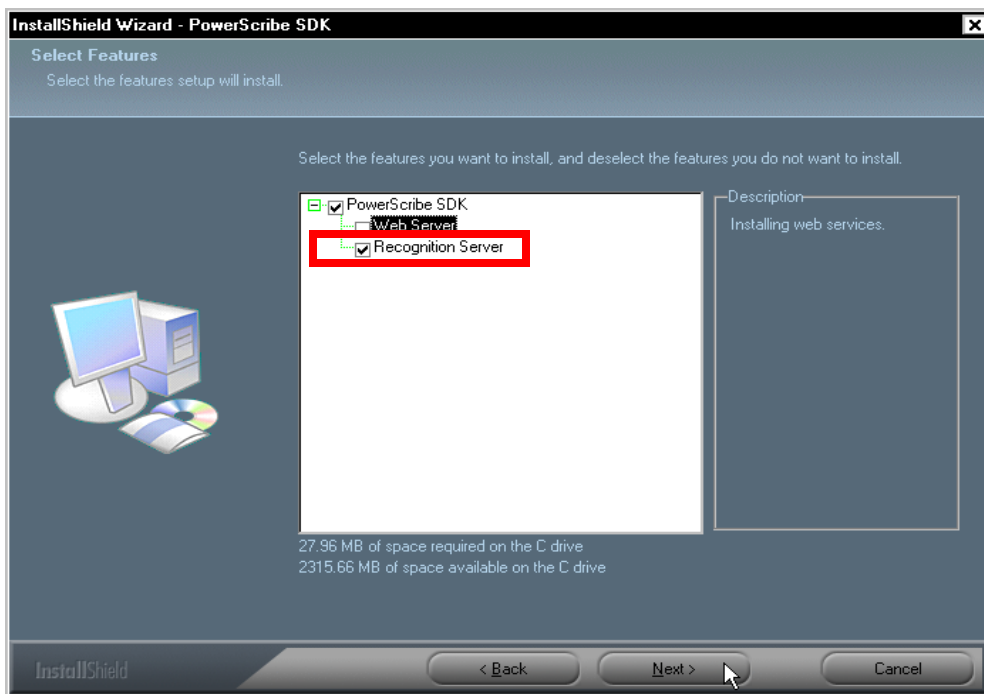 InstallShield Wizard - PowerScribe SDK
Select Features
Select the features setup will install.
Select the features you want to install, and deselect the features you do not want to install.
PowerScribe SDK
Web Server
Recognition Server
Description
Installing web services.
27.96 MB of space required on the C drive
2315.66 MB of space available on the C drive
InstallShield
< Back
Next >
Cancel